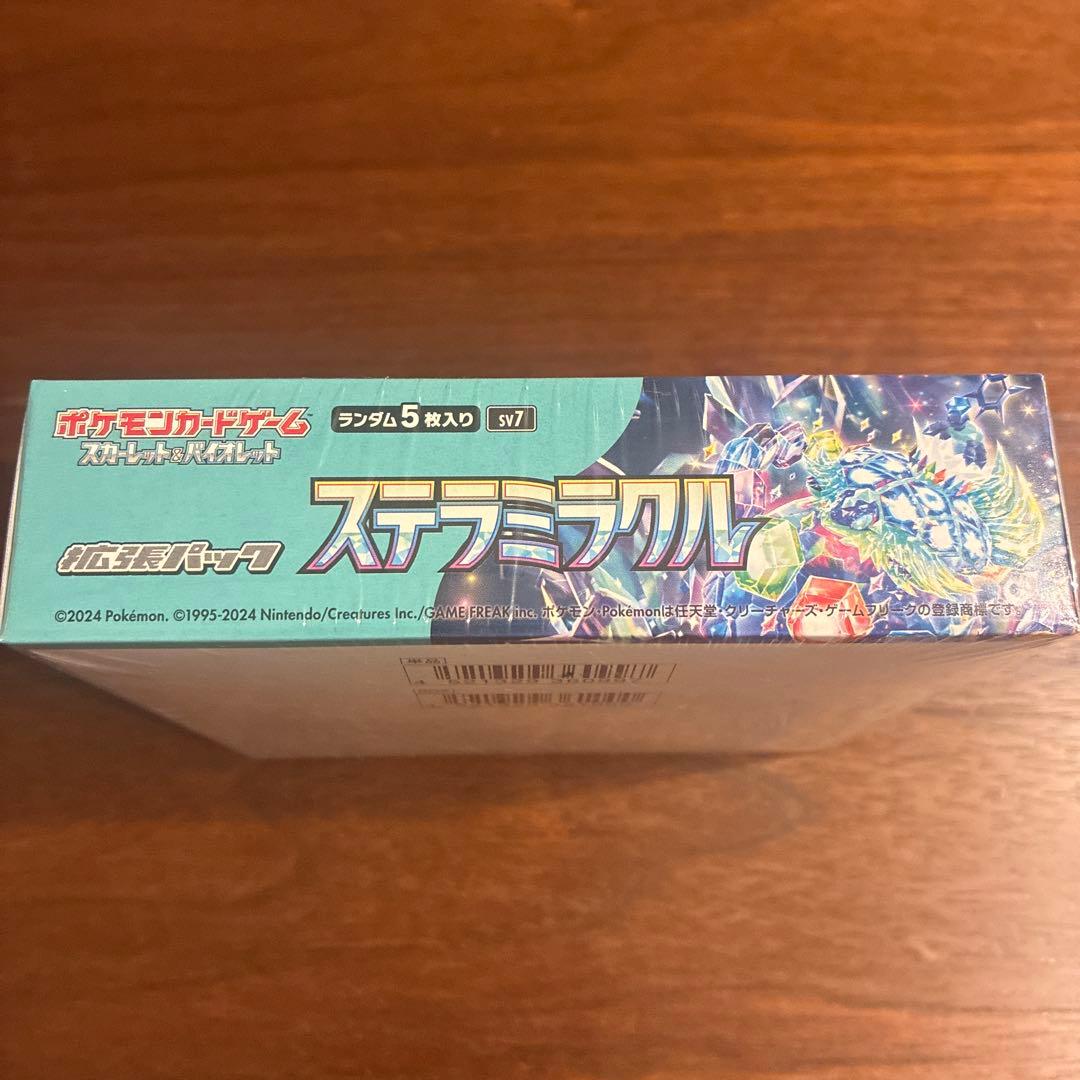 ポケモンカードゲーム™
スカーレット&バイオレット
ランダム5枚入り SV7
拡張パック
ステラミラクル
©2024 Pokémon. ©1995-2024 Nintendo/Creatures Inc./GAME FREAK inc. ポケモン・Pokémonは任天堂・クリーチャーズ・ゲームフリークの登録商標です。
単品